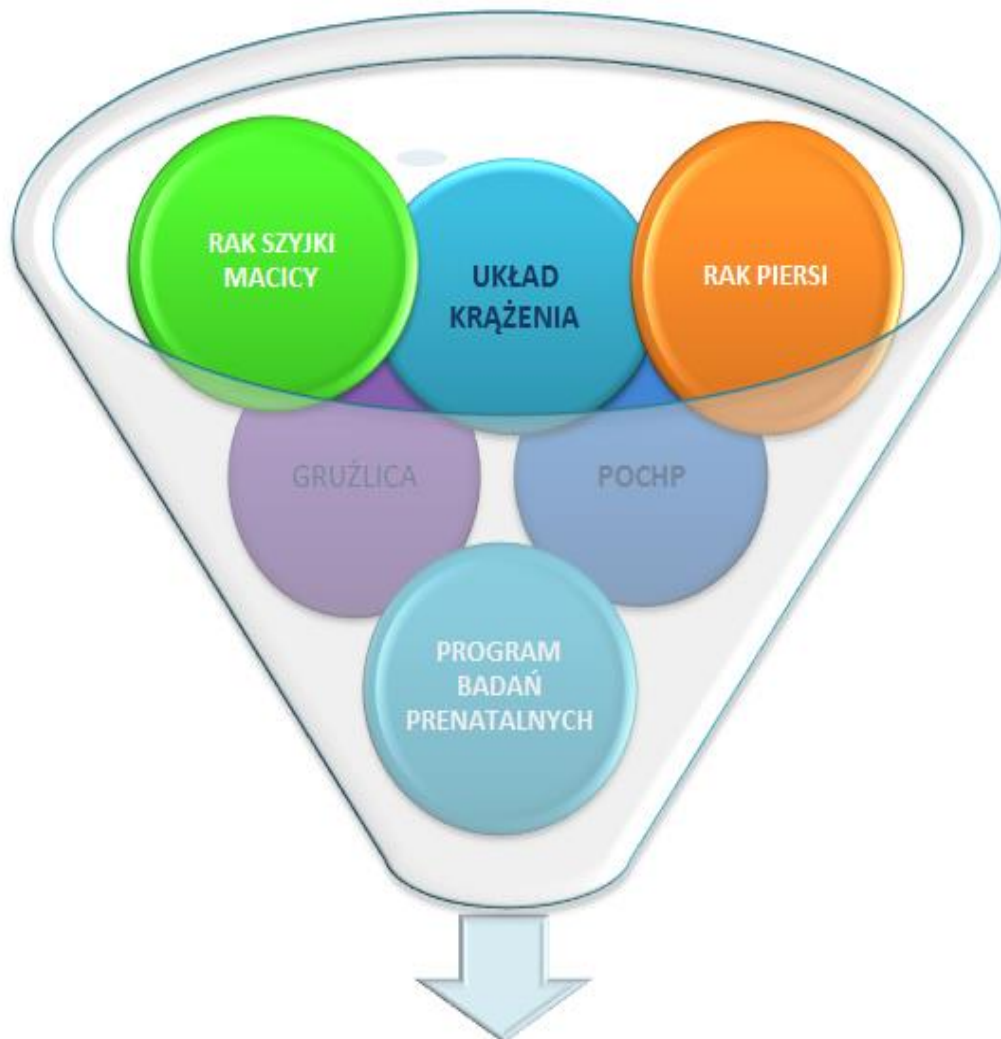 RAK SZYJKI
MACICY
UKŁAD
KRĄŻENIA
RAK PIERSI
GRUŹLICA
POCHP
PROGRAM
BADAŃ
PRENATALNYCH